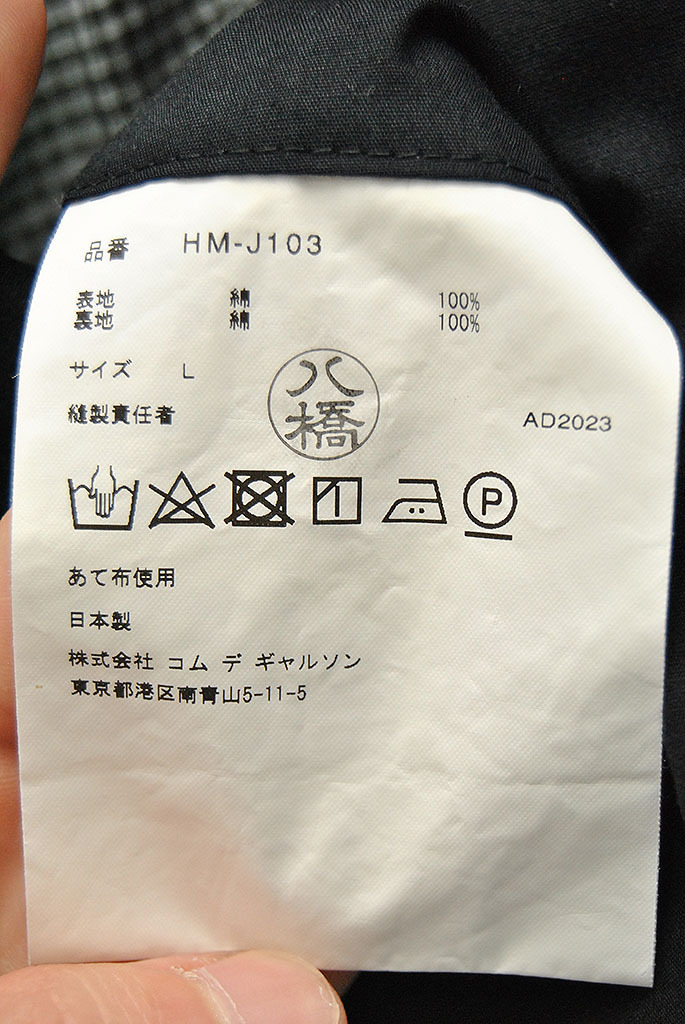 品番 HM-J103
表地 綿 100%
裏地 綿 100%
サイズ L
八橋
縫製責任者 AD2023
P
あて布使用
日本製
株式会社 コム デ ギャルソン
東京都港区南青山5-11-5